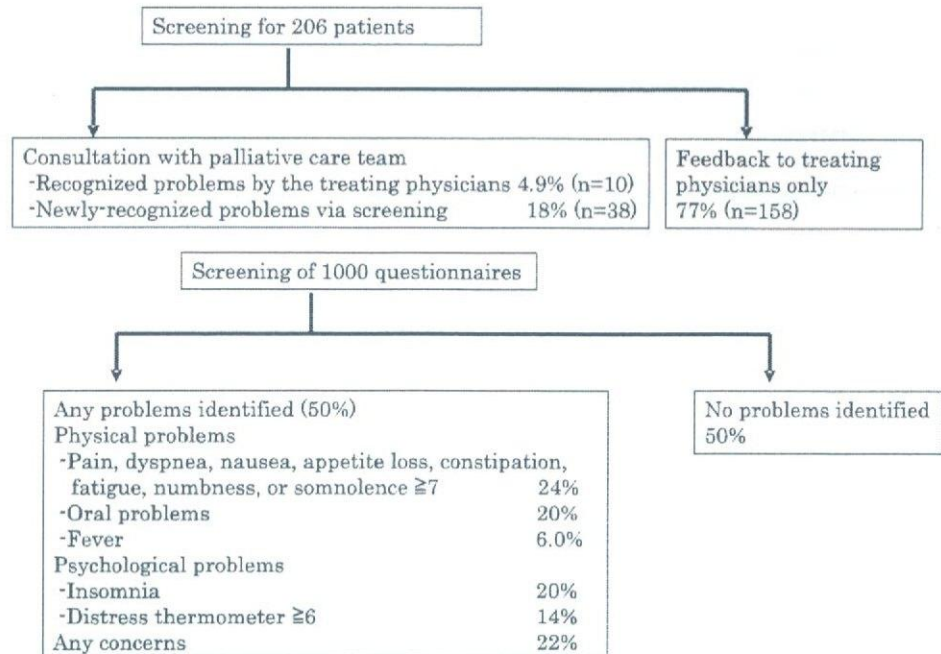 Screening for 206 patients
Consultation with palliative care team
-Recognized problems by the treating physicians 4.9% (n=10)
-Newly-recognized problems via screening 18% (n=38)
Feedback to treating
physicians only
77% (n=158)
Screening of 1000 questionnaires
Any problems identified (50%)
Physical problems
-Pain, dyspnea, nausea, appetite loss, constipation,
fatigue, numbness, or somnolence ≧7 24%
-Oral problems 20%
-Fever 6.0%
Psychological problems
-Insomnia 20%
-Distress thermometer ≧6 14%
Any concerns 22%
No problems identified
50%